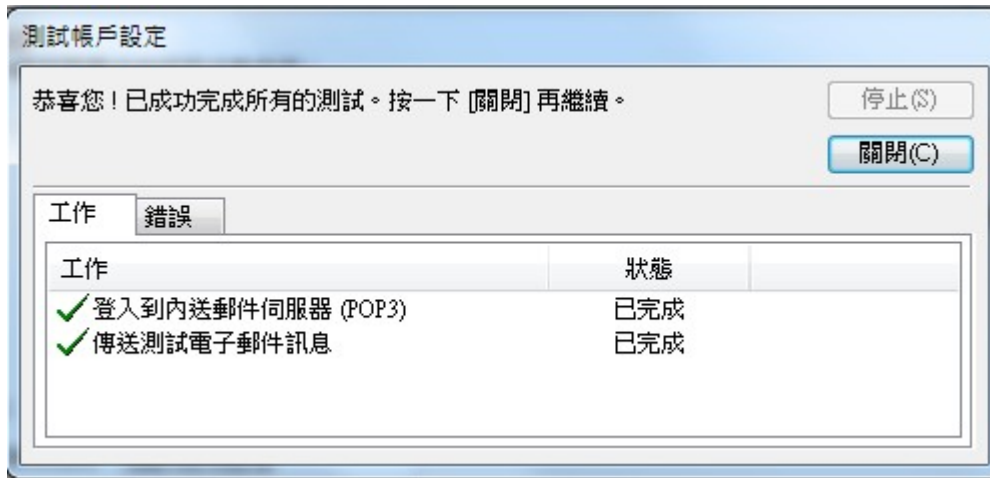 測試帳戶設定
恭喜您！已成功完成所有的測試。按一下 [關閉] 再繼續。
停止(S)
關閉(C)
工作 錯誤
工作 狀態
登入到內送郵件伺服器 (POP3) 已完成
傳送測試電子郵件訊息 已完成